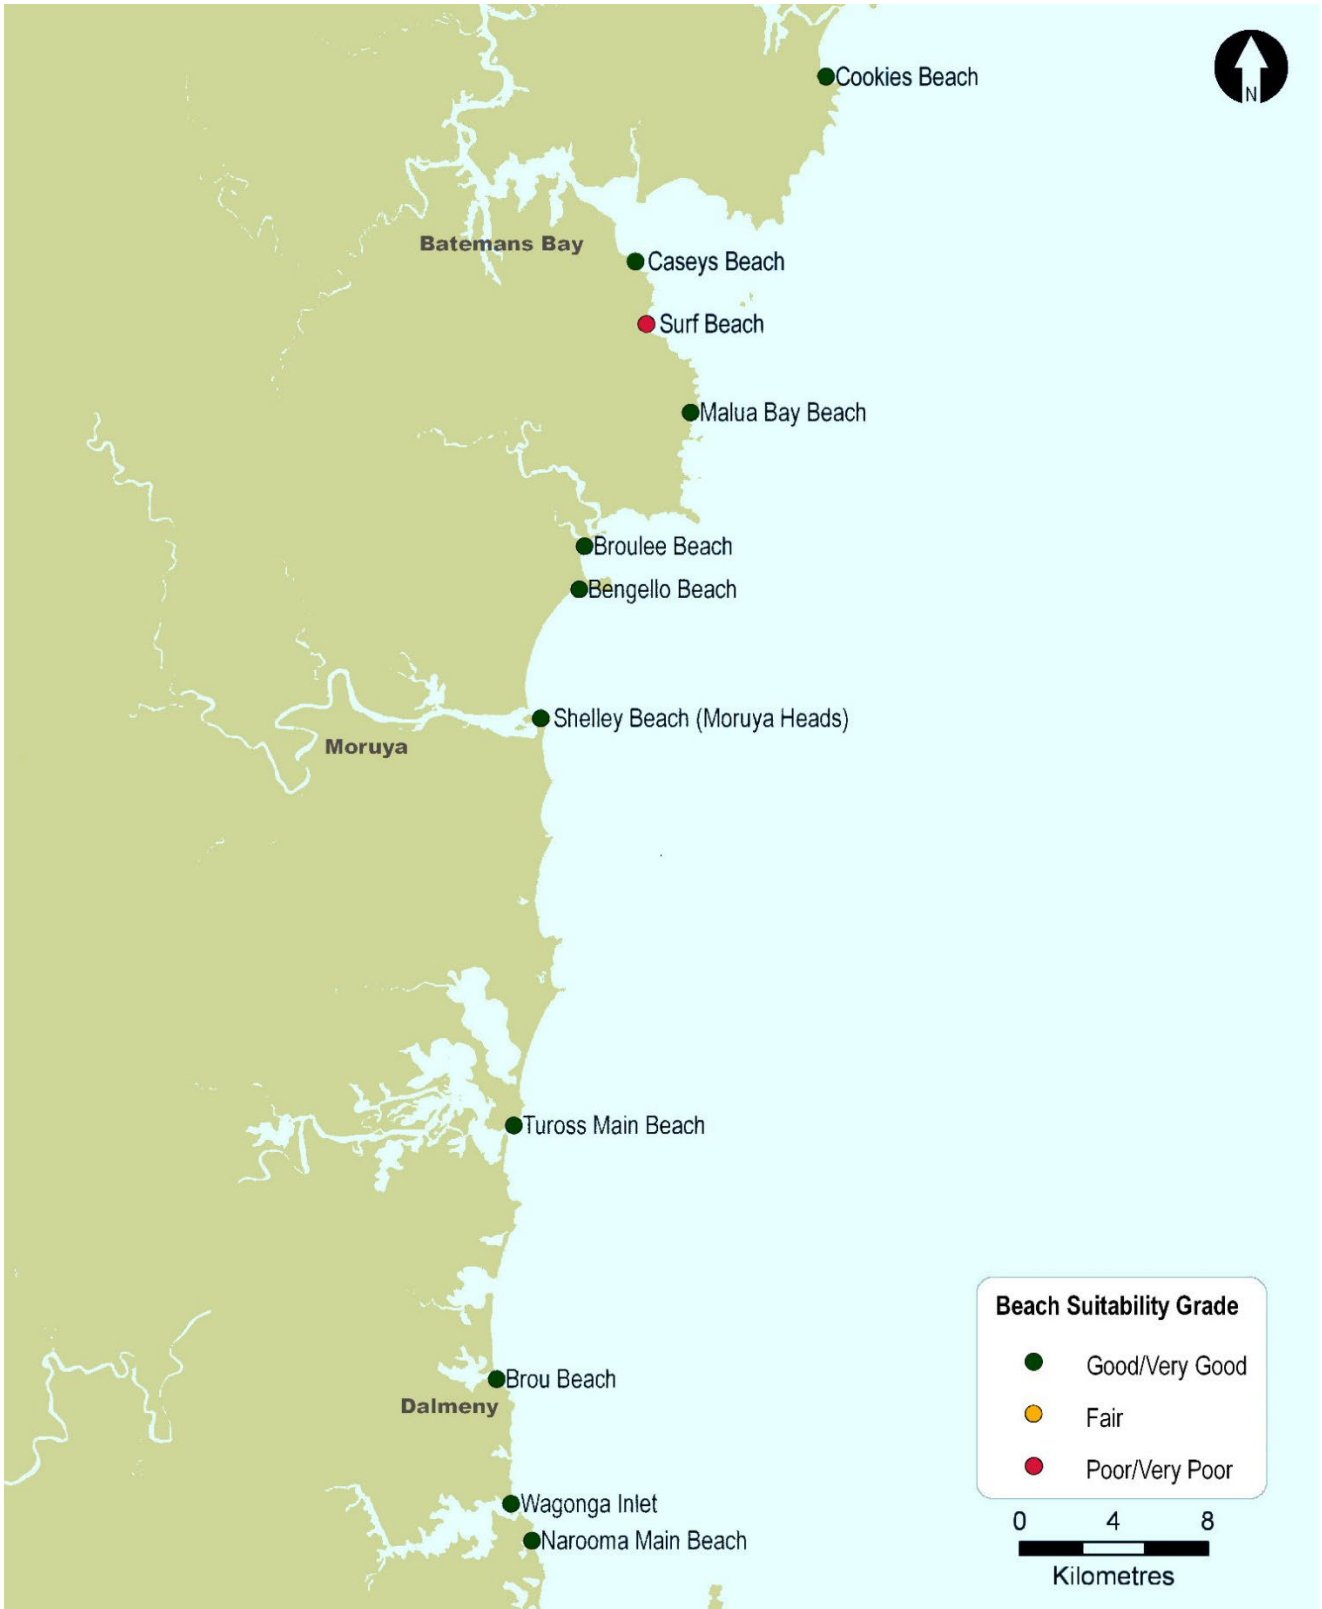 Cookies Beach
N
Batemans Bay
Caseys Beach
Surf Beach
Malua Bay Beach
Broulee Beach
Bengello Beach
Shelley Beach (Moruya Heads)
Moruya
Tuross Main Beach
Brou Beach
Dalmeny
Wagonga Inlet
Narooma Main Beach
Beach Suitability Grade
Good/Very Good
Fair
Poor/Very Poor
0 4 8
Kilometres